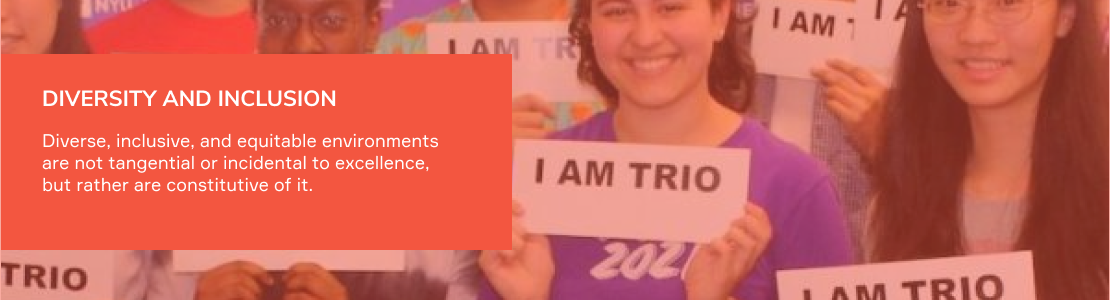 NYU
I AM TR
I AM T
I A
DIVERSITY AND INCLUSION
Diverse, inclusive, and equitable environments
are not tangential or incidental to excellence,
but rather are constitutive of it.
I AM TRIO
202
TRIO
I AM TRIO